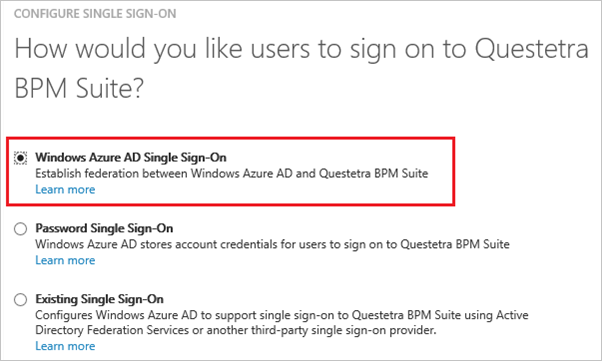 CONFIGURE SINGLE SIGN-ON
How would you like users to sign on to Questetra
BPM Suite?
Windows Azure AD Single Sign-On
Establish federation between Windows Azure AD and Questetra BPM Suite
Learn more
Password Single Sign-On
Windows Azure AD stores account credentials for users to sign on to Questetra BPM Suite
Learn more
Existing Single Sign-On
Configures Windows Azure AD to support single sign-on to Questetra BPM Suite using Active
Directory Federation Services or another third-party single sign-on provider.
Learn more